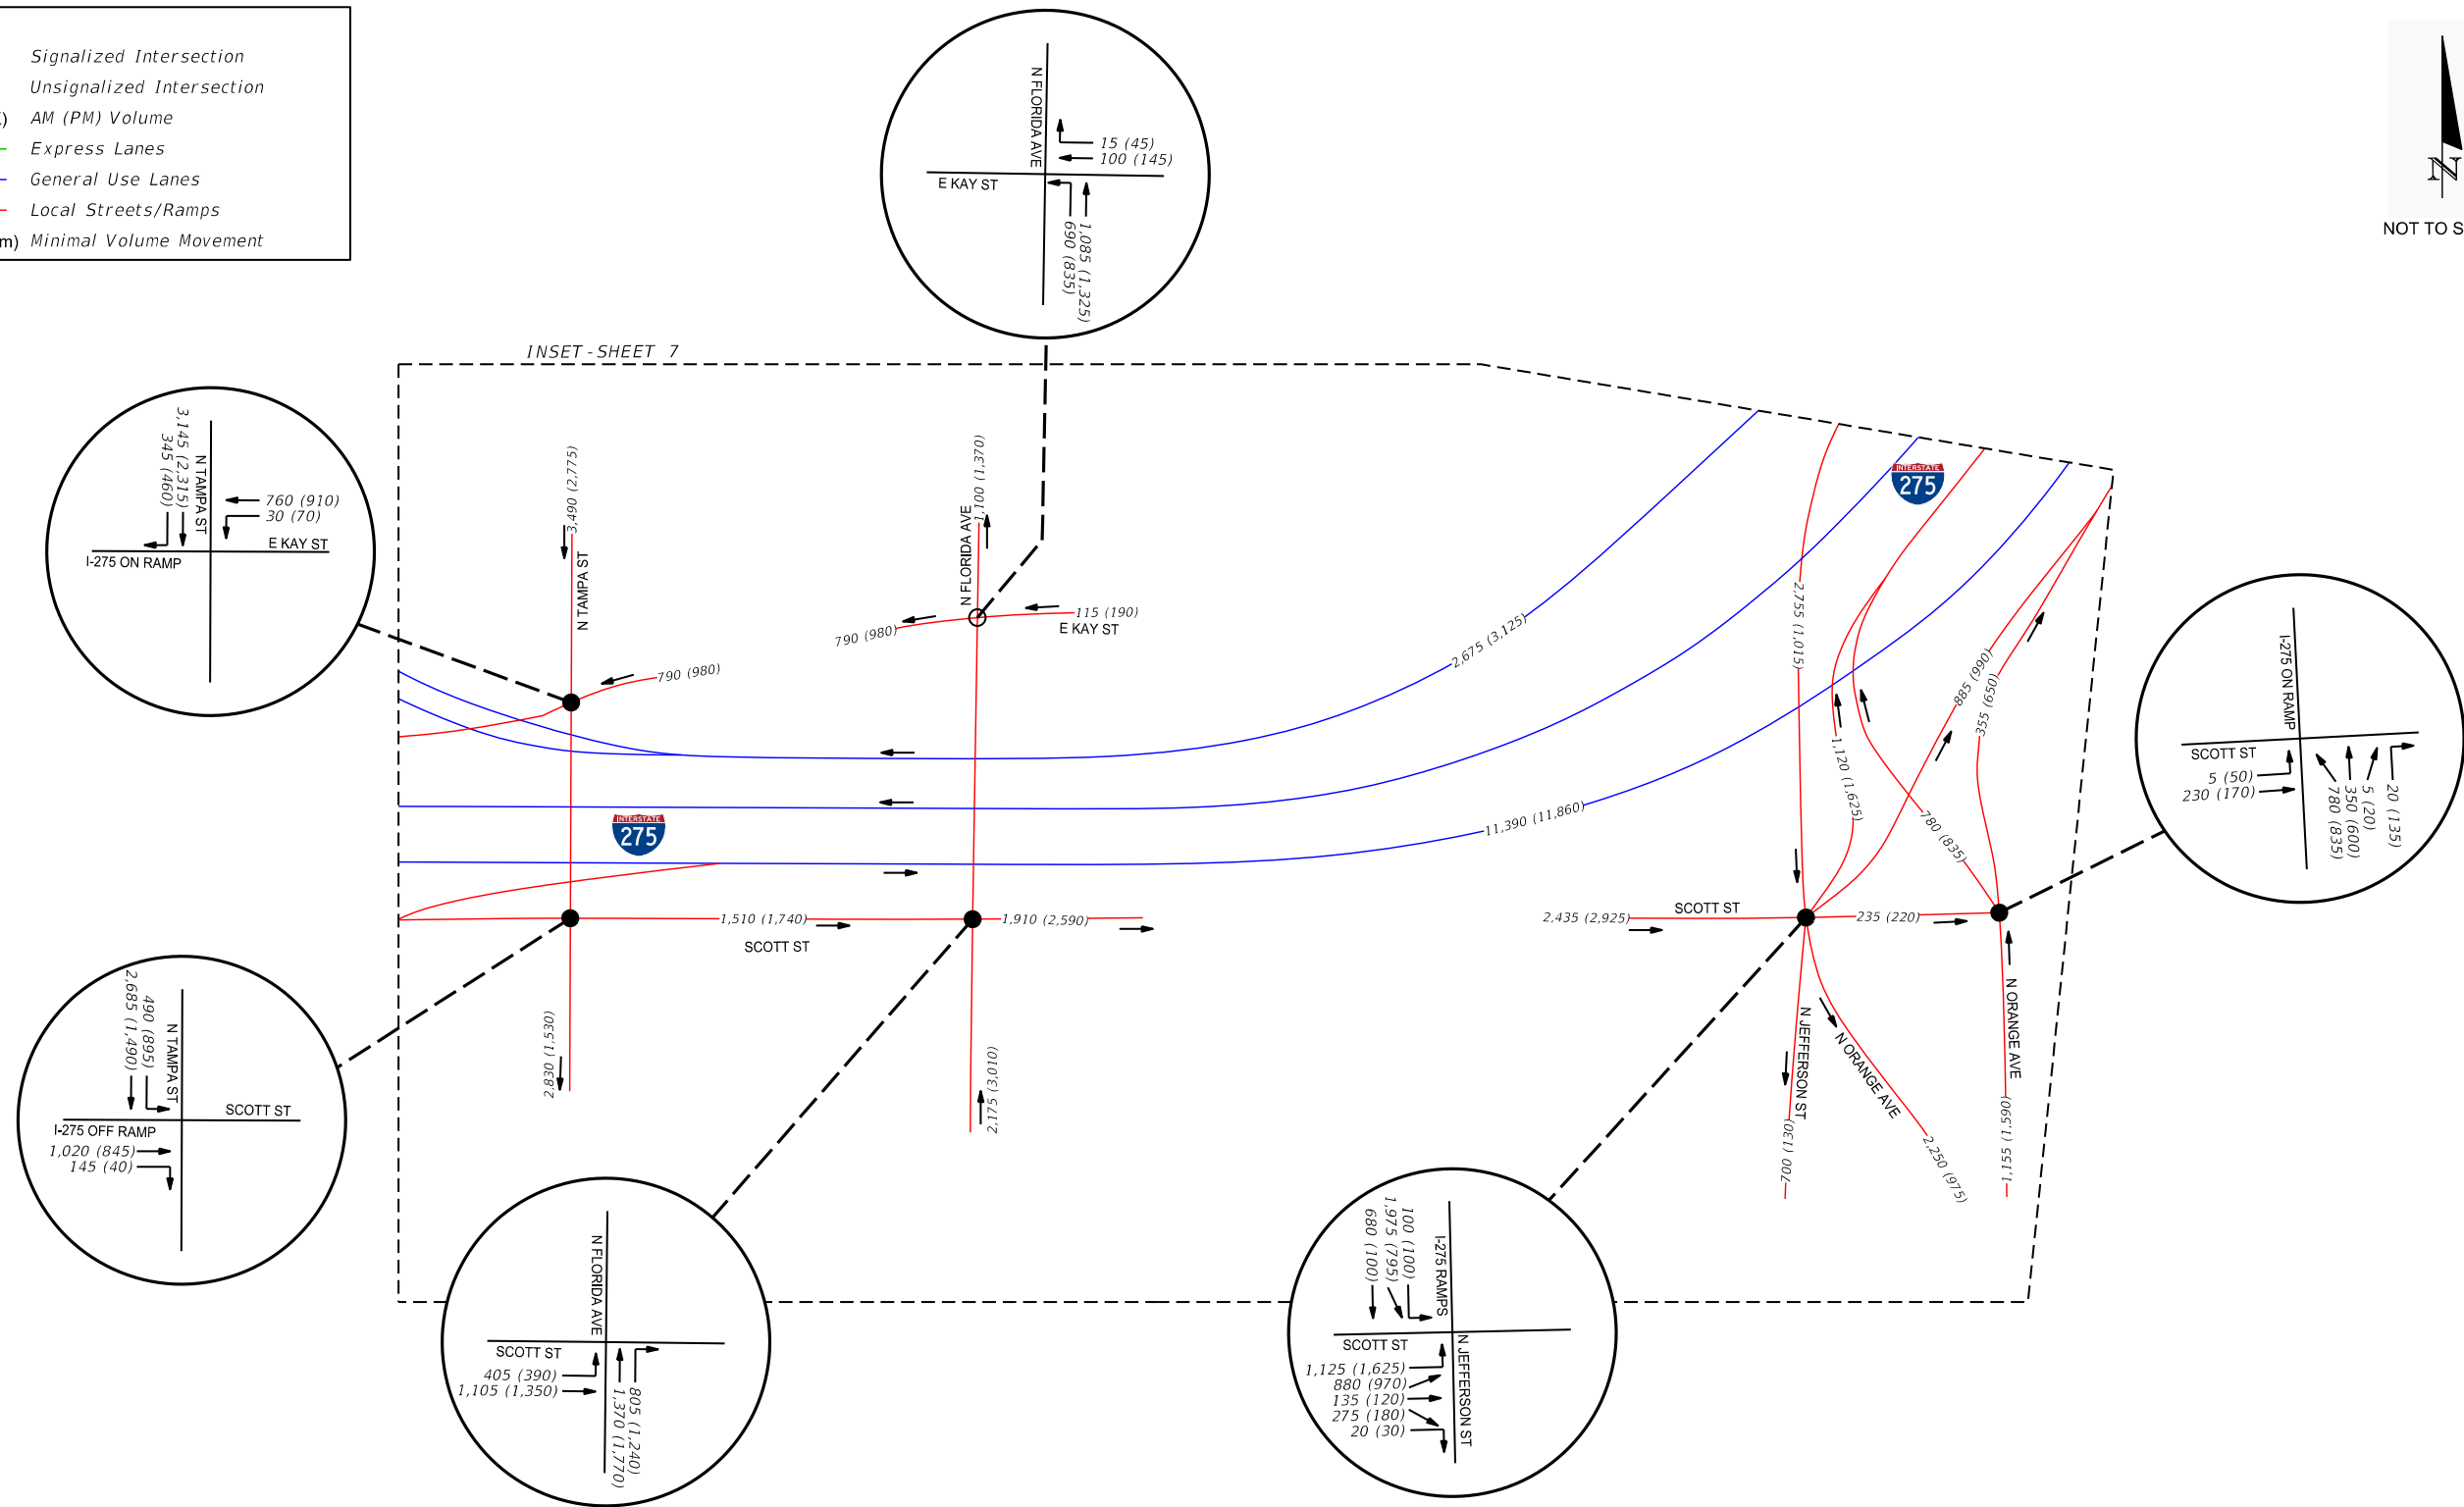 Signalized Intersection
Unsignalized Intersection
) AM (PM) Volume
Express Lanes
General Use Lanes
Local Streets/Ramps
m) Minimal Volume Movement
N
NOT TO S
N FLORIDA AVE
15 (45)
100 (145)
E KAY ST
1,085 (1,325)
690 (835)
INSET-SHEET 7
3,145 (2,315)
345 (460)
N TAMPA ST
760 (910)
30 (70)
E KAY ST
I-275 ON RAMP
3,490 (2,775)
N TAMPA ST
1,100 (1,370)
N FLORIDA AVE
115 (190)
E KAY ST
790 (980)
790 (980)
2,675 (3,125)
INTERSTATE
275
2,755 (1,015)
885 (990)
355 (650)
1,120 (1,625)
780 (835)
11,390 (11,860)
INTERSTATE
275
I-275 ON RAMP
SCOTT ST
5 (50)
230 (170)
20 (135)
5 (20)
350 (600)
780 (835)
1,510 (1,740)
SCOTT ST
1,910 (2,590)
2,435 (2,925)
SCOTT ST
235 (220)
2,685 (1,490)
490 (895)
N TAMPA ST
SCOTT ST
I-275 OFF RAMP
1,020 (845)
145 (40)
2,830 (1,530)
2,175 (3,010)
N JEFFERSON ST
N ORANGE AVE
N ORANGE AVE
700 (130)
2,250 (975)
1,155 (1,590)
N FLORIDA AVE
SCOTT ST
405 (390)
1,105 (1,350)
805 (1,240)
1,370 (1,770)
100 (100)
1,975 (795)
680 (100)
I-275 RAMPS
SCOTT ST
N JEFFERSON ST
1,125 (1,625)
880 (970)
135 (120)
275 (180)
20 (30)